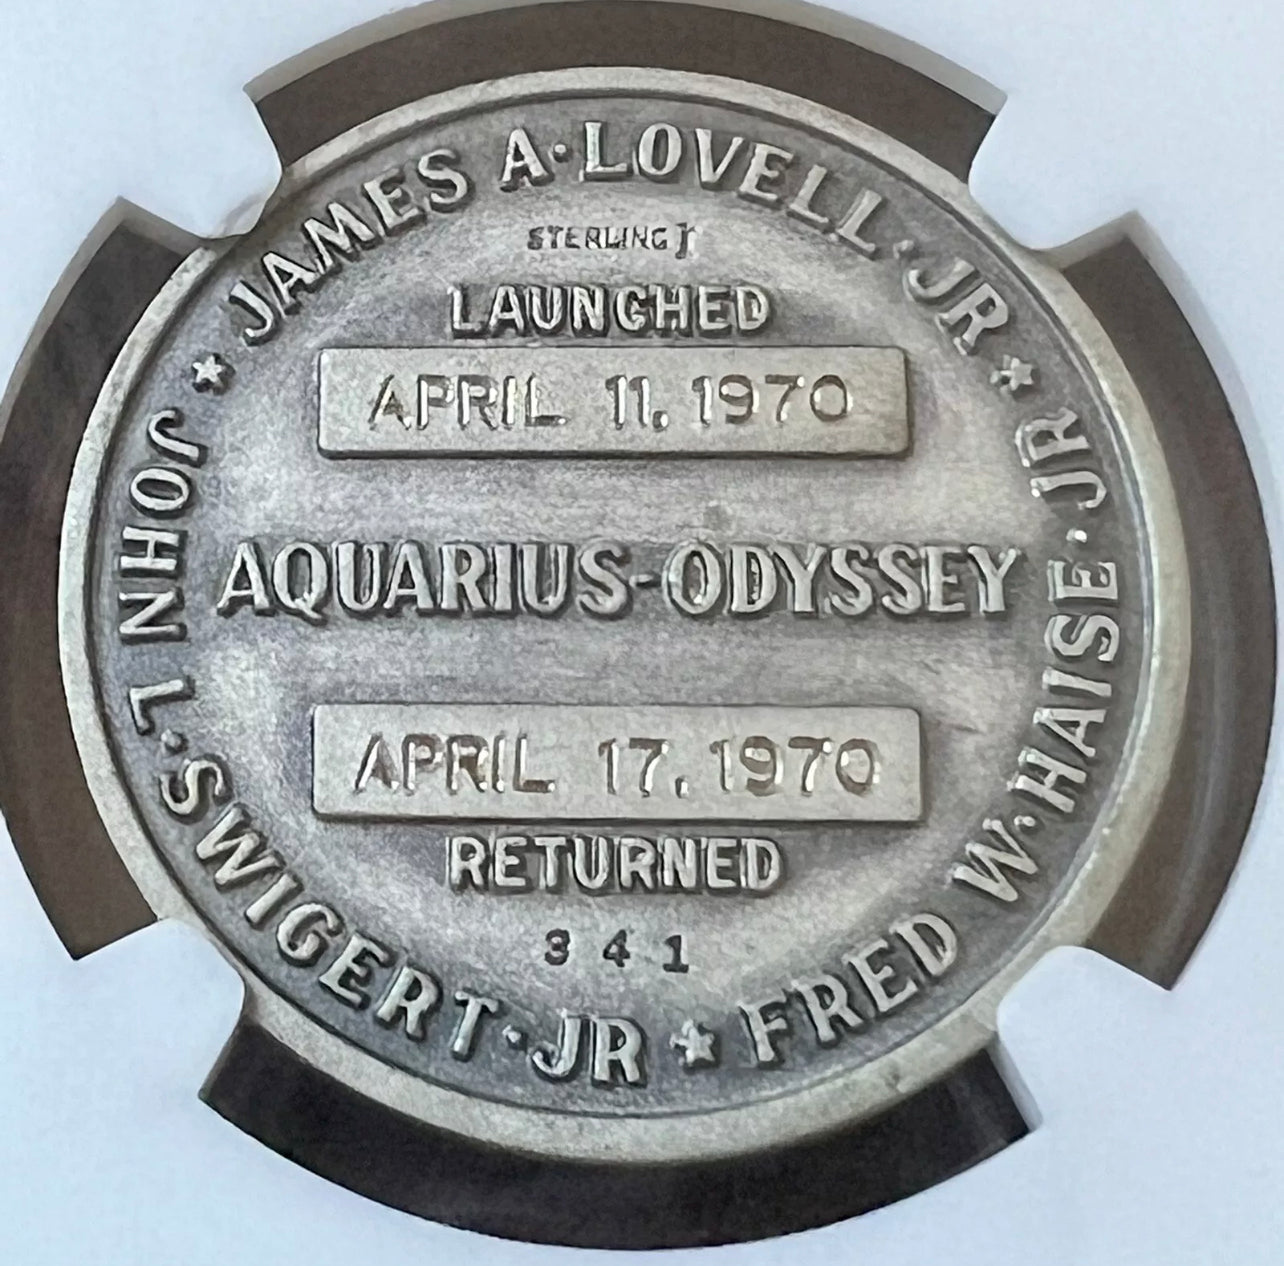 JAMES A·LOVELL·JR ★
STERLING r
LAUNCHED
APRIL 11, 1970
AQUARIUS-ODYSSEY
APRIL 17, 1970
RETURNED
341
FRED W·HAISE·JR ★
JOHN L·SWIGERT·JR ★